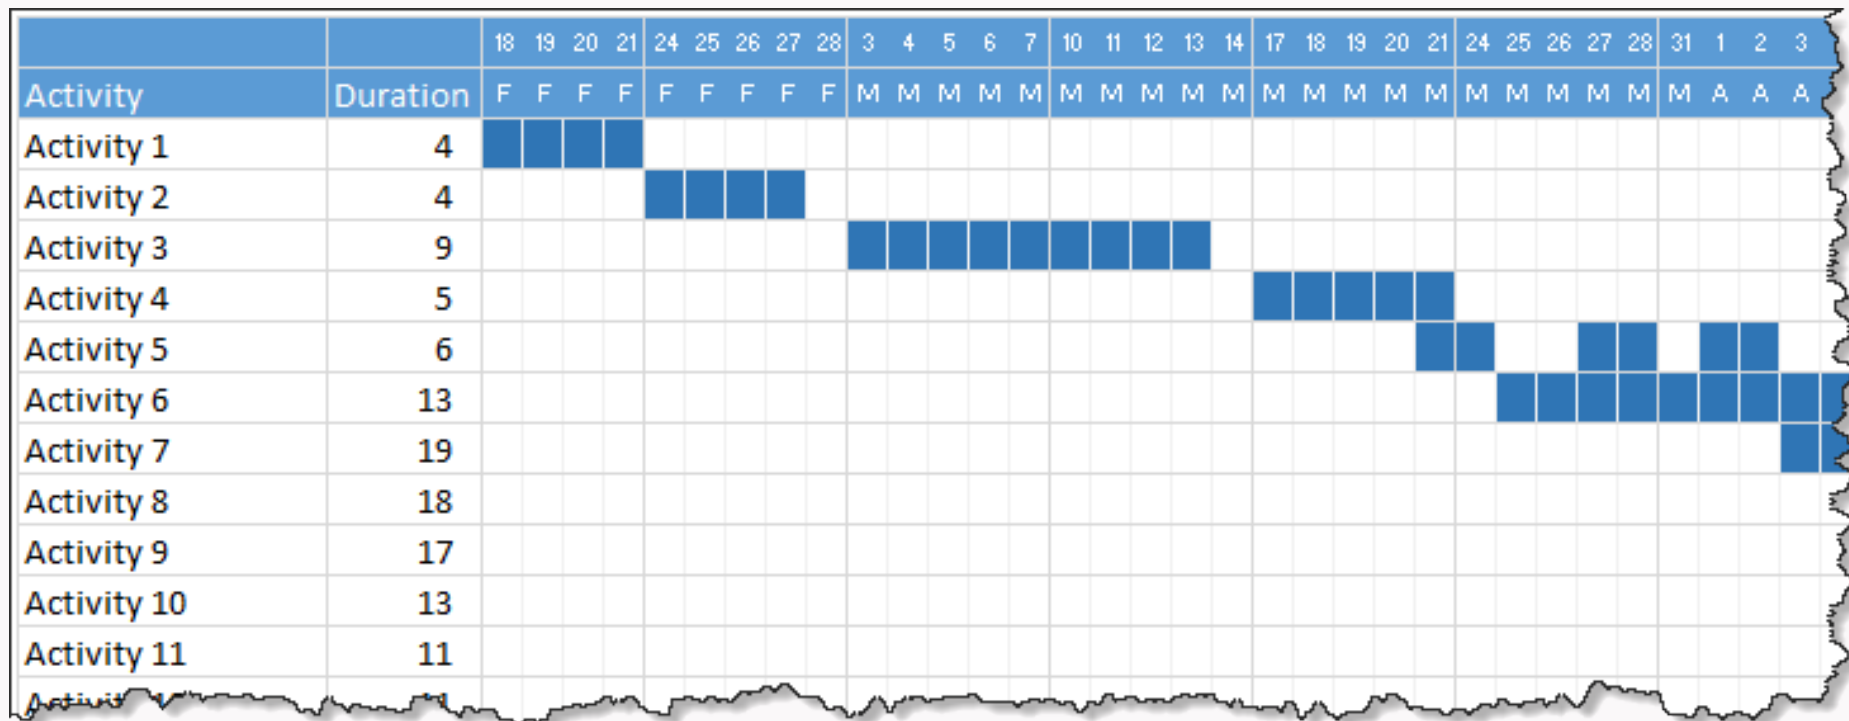 18 19 20 21 24 25 26 27 28 3 4 5 6 7 10 11 12 13 14 17 18 19 20 21 24 25 26 27 28 31 1 2 3
Activity Duration F F F F F F F F F M M M M M M M M M M M M M M M M M M M M M A A A
Activity 1 4
Activity 2 4
Activity 3 9
Activity 4 5
Activity 5 6
Activity 6 13
Activity 7 19
Activity 8 18
Activity 9 17
Activity 10 13
Activity 11 11